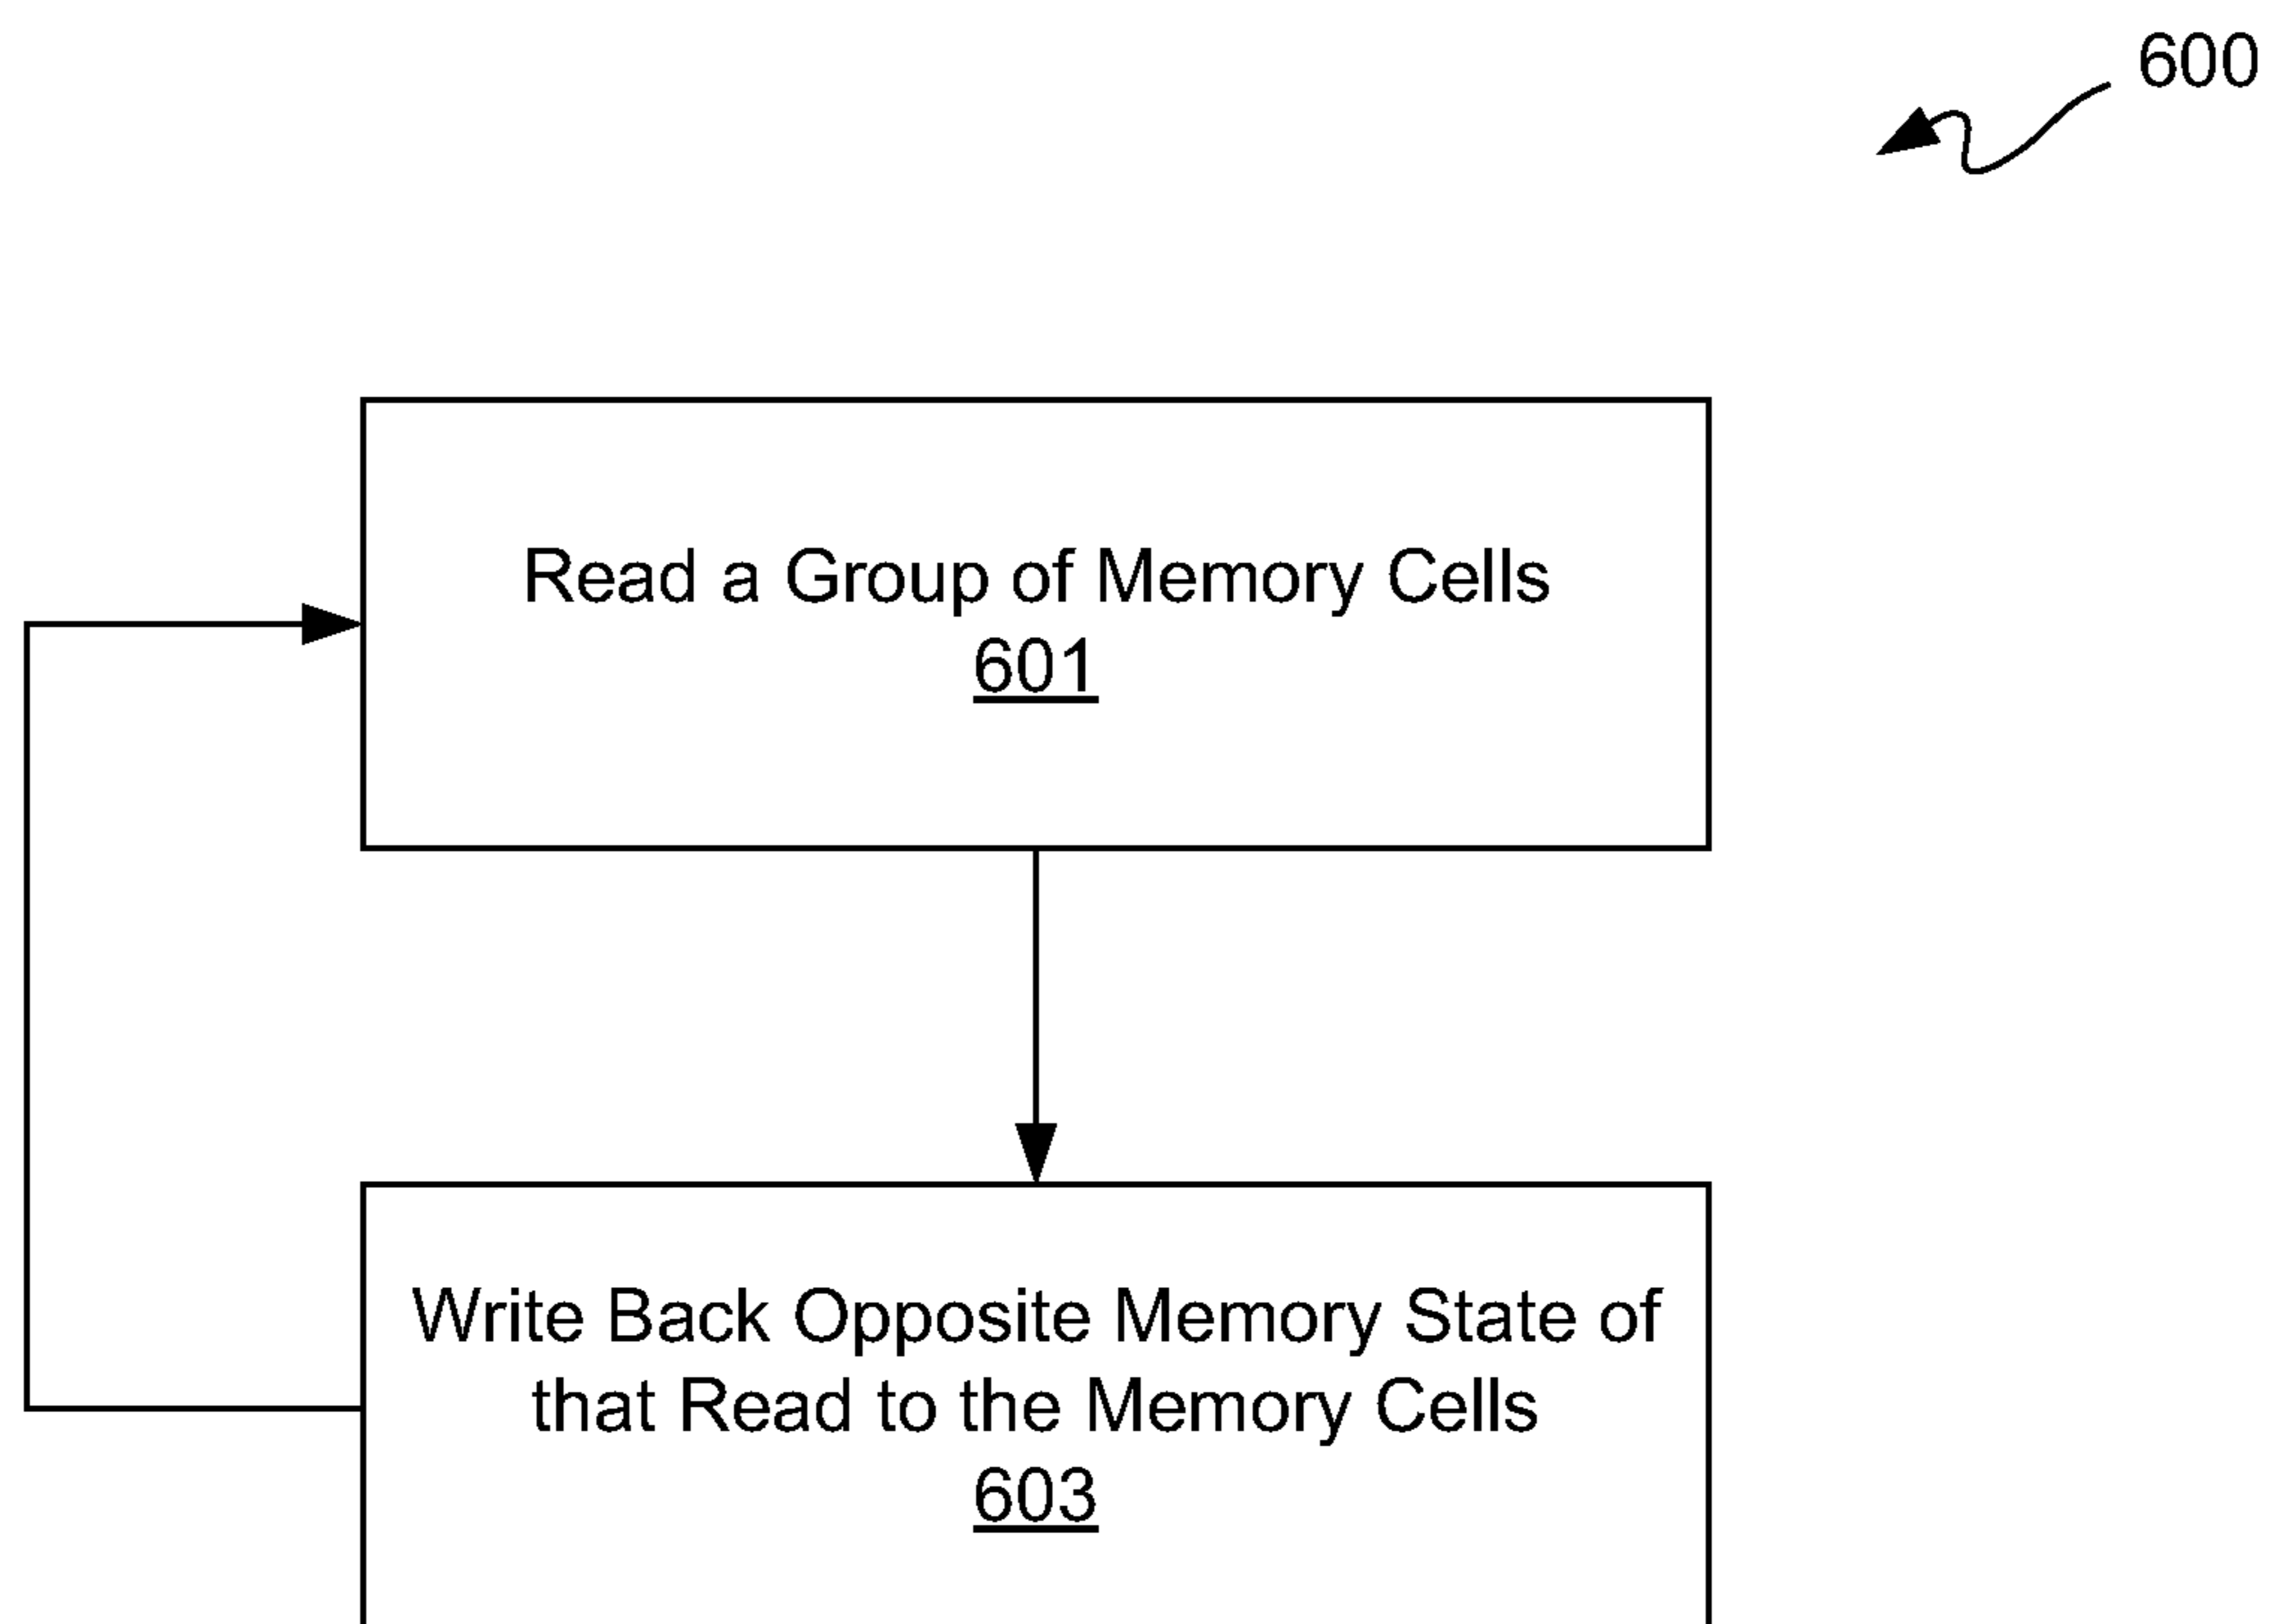 600
Read a Group of Memory Cells
601
Write Back Opposite Memory State of
that Read to the Memory Cells
603